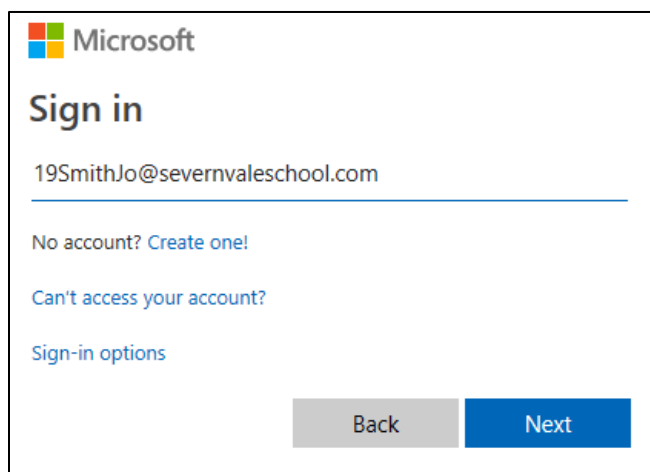 Microsoft
Sign in
19SmithJo@severnvaleschool.com
No account? Create one!
Can't access your account?
Sign-in options
Back Next